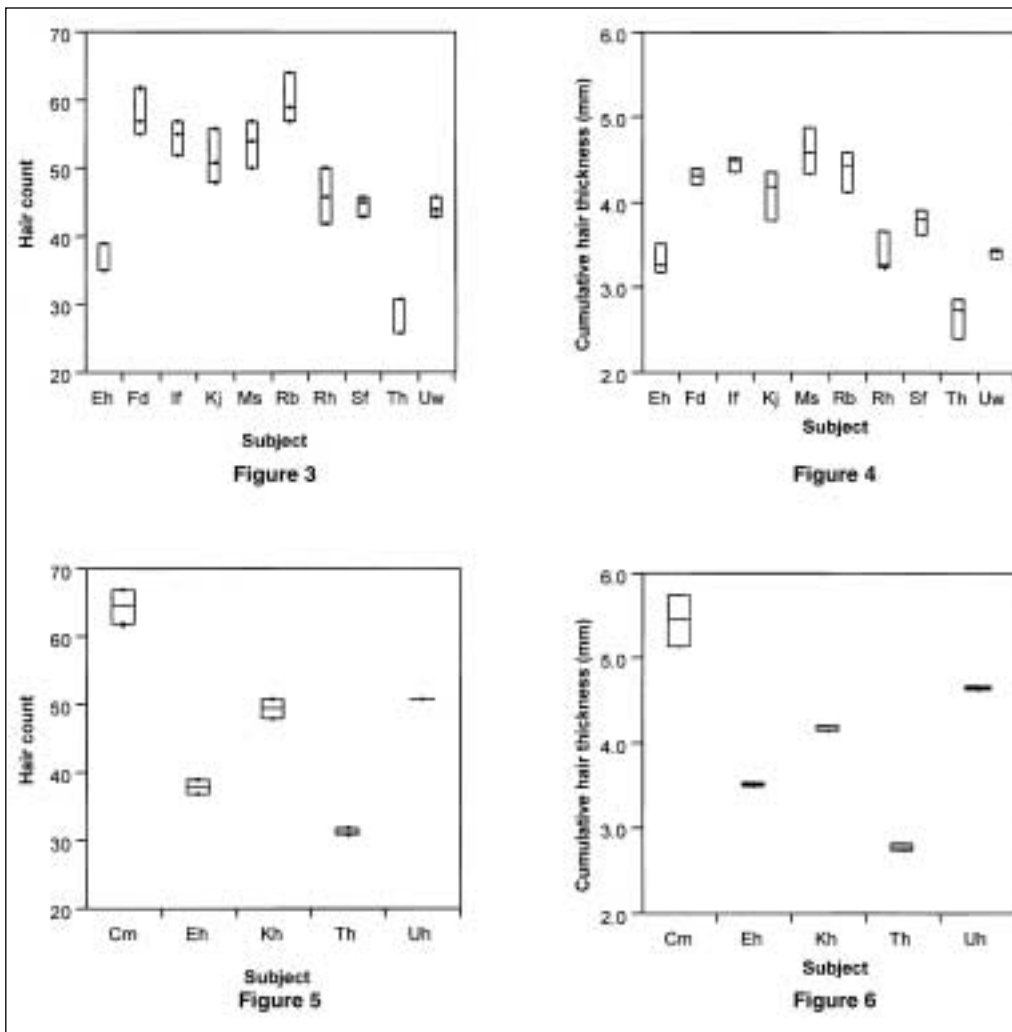 70
60
50
40
30
20
Hair count
Eh Fd If Kj Ms Rb Rh Sf Th Uw
Subject
Figure 3
6.0
5.0
4.0
3.0
2.0
Cumulative hair thickness (mm)
Eh Fd If Kj Ms Rb Rh Sf Th Uw
Subject
Figure 4
70
60
50
40
30
20
Hair count
Cm Eh Kh Th Uh
Subject
Figure 5
6.0
5.0
4.0
3.0
2.0
Cumulative hair thickness (mm)
Cm Eh Kh Th Uh
Subject
Figure 6